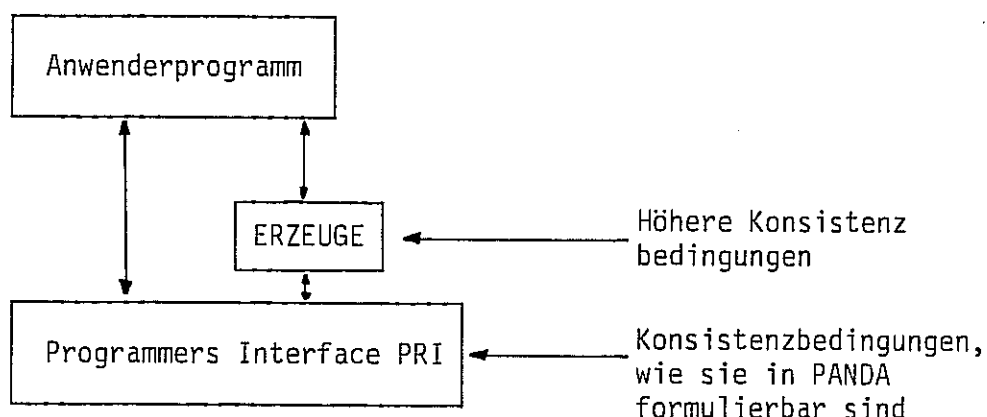 Anwenderprogramm
ERZEUGE
Höhere Konsistenz
bedingungen
Programmers Interface PRI
Konsistenzbedingungen,
wie sie in PANDA
formulierbar sind